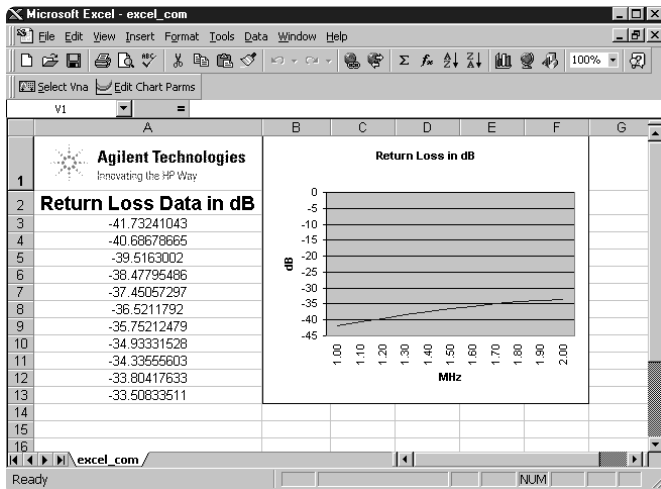 Microsoft Excel - excel_com
File Edit View Insert Format Tools Data Window Help
100%
Select Vna Edit Chart Parms
V1 =
A B C D E F G
1 Agilent Technologies
Innovating the HP Way
2 Return Loss Data in dB
3 -41.73241043
4 -40.68678665
5 -39.5163002
6 -38.47795486
7 -37.45057297
8 -36.5211792
9 -35.75212479
10 -34.93331528
11 -34.33555603
12 -33.80417633
13 -33.50833511
14
15
16
Return Loss in dB
0
-5
-10
-15
-20
-25
-30
-35
-40
-45
dB
1.00 1.10 1.20 1.30 1.40 1.50 1.60 1.70 1.80 1.90 2.00
MHz
excel_com
Ready NUM